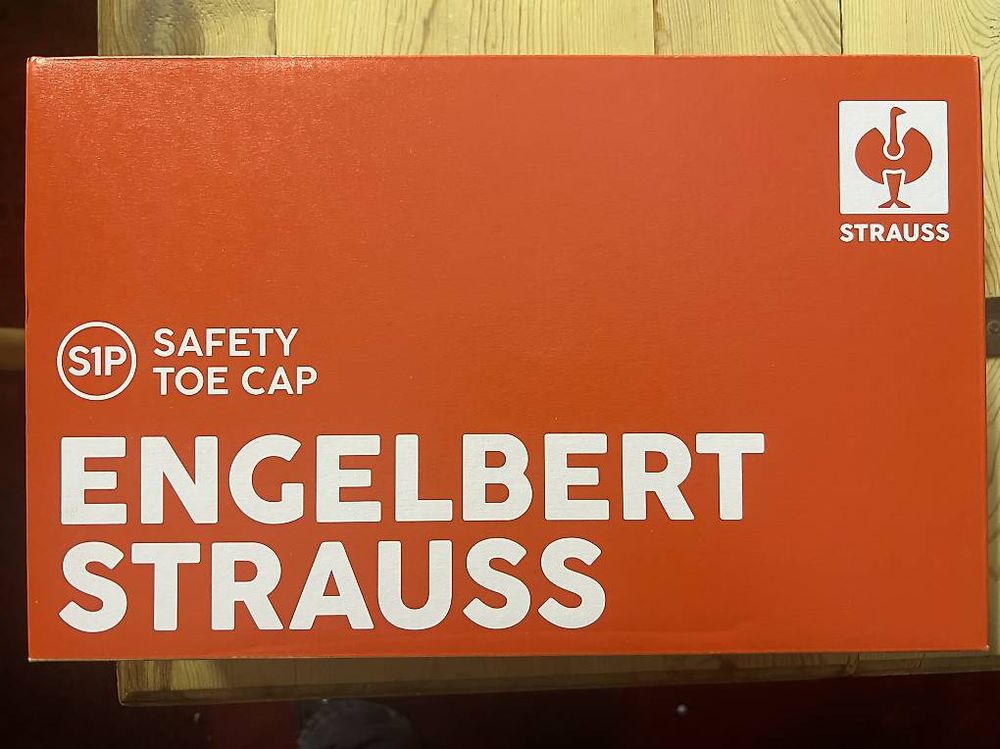 STRAUSS
S1P
SAFETY
TOE CAP
ENGELBERT
STRAUSS